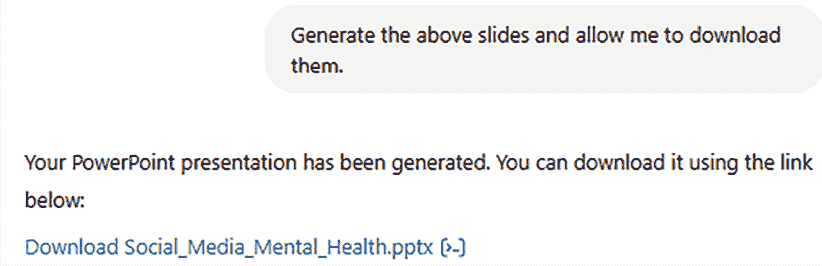 Generate the above slides and allow me to download
them.
Your PowerPoint presentation has been generated. You can download it using the link
below:
Download Social_Media_Mental_Health.pptx [>-]